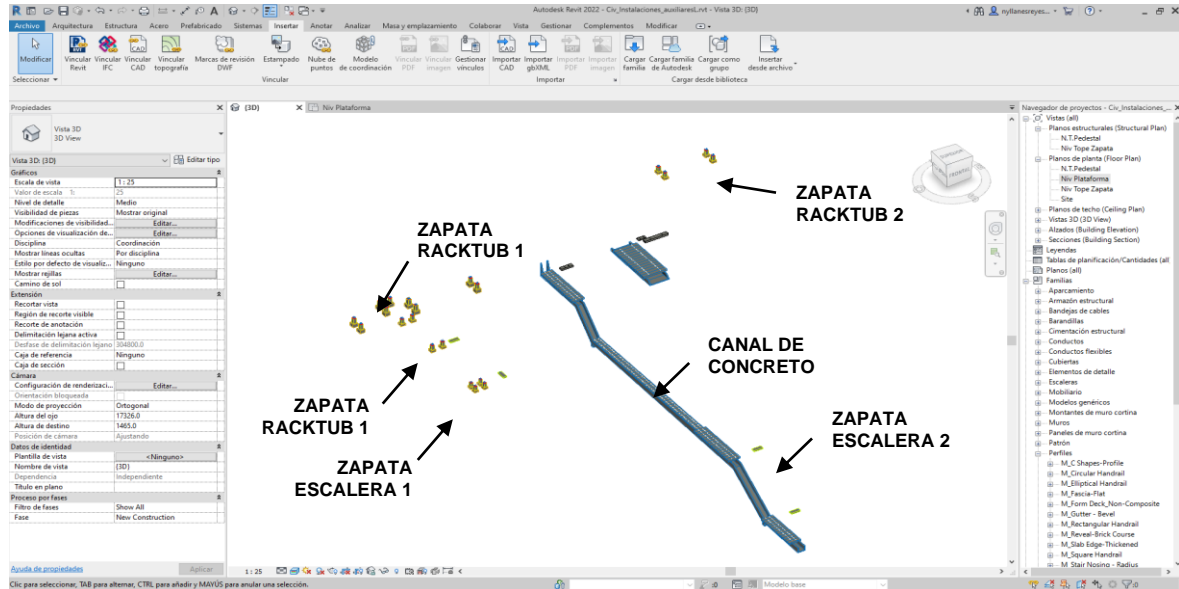 Autodesk Revit 2022 - Civ_Instalaciones_auxiliaresI.rvt - Vista 3D: {3D}
nyllanesreyes...
Archivo Arquitectura Estructura Acero Prefabricado Sistemas Insertar Anotar Analizar Masa y emplazamiento Colaborar Vista Gestionar Complementos Modificar
Modificar
Vincular Revit
Vincular IFC
Vincular CAD
Vincular topografía
Marcas de revisión DWF
Estampado
Nube de puntos
Modelo de coordinación
Vincular PDF
Vincular imagen
Gestionar vínculos
Importar CAD
Importar gbXML
Importar PDF
Importar imagen
Cargar familia
Cargar familia de Autodesk
Cargar como grupo
Insertar desde archivo
Seleccionar
Vincular
Importar
Cargar desde biblioteca
Propiedades
Vista 3D
3D View
Vista 3D: {3D}
Editar tipo
Gráficos
Escala de vista 1 : 25
Valor de escala 1: 25
Nivel de detalle Medio
Visibilidad de piezas Mostrar original
Modificaciones de visibilidad... Editar...
Opciones de visualización de... Editar...
Disciplina Coordinación
Mostrar líneas ocultas Por disciplina
Estilo por defecto de visualiz... Ninguno
Mostrar rejillas Editar...
Camino de sol
Extensión
Recortar vista
Región de recorte visible
Recorte de anotación
Delimitación lejana activa
Desfase de delimitación lejano 304800.0
Caja de referencia Ninguno
Caja de sección
Cámara
Configuración de renderizaci... Editar...
Orientación bloqueada
Modo de proyección Ortogonal
Altura del ojo 17326.0
Altura de destino 1465.0
Posición de cámara Ajustando
Datos de identidad
Plantilla de vista <Ninguno>
Nombre de vista {3D}
Dependencia Independiente
Título en plano
Proceso por fases
Filtro de fases Show All
Fase New Construction
Ayuda de propiedades
Aplicar
{3D}
Niv Plataforma
ZAPATA
RACKTUB 2
ZAPATA
RACKTUB 1
CANAL DE
CONCRETO
ZAPATA
RACKTUB 1
ZAPATA
ESCALERA 2
ZAPATA
ESCALERA 1
1 : 25
Navegador de proyectos - Civ_Instalaciones_...
Vistas (all)
Planos estructurales (Structural Plan)
N.T.Pedestal
Niv Tope Zapata
Planos de planta (Floor Plan)
N.T.Pedestal
Niv Plataforma
Niv Tope Zapata
Site
Planos de techo (Ceiling Plan)
Vistas 3D (3D View)
Alzados (Building Elevation)
Secciones (Building Section)
Leyendas
Tablas de planificación/Cantidades (all
Planos (all)
Familias
Aparcamiento
Armazón estructural
Bandejas de cables
Barandillas
Cimentación estructural
Conductos
Conductos flexibles
Cubiertas
Elementos de detalle
Escaleras
Mobiliario
Modelos genéricos
Montantes de muro cortina
Muros
Paneles de muro cortina
Patrón
Perfiles
M_C Shapes-Profile
M_Circular Handrail
M_Elliptical Handrail
M_Fascia-Flat
M_Form Deck_Non-Composite
M_Gutter - Bevel
M_Rectangular Handrail
M_Reveal-Brick Course
M_Slab Edge-Thickened
M_Square Handrail
M_Stair Nosing - Radius
Clic para seleccionar, TAB para alternar, CTRL para añadir y MAYÚS para anular una selección.
:0
Modelo base
:0